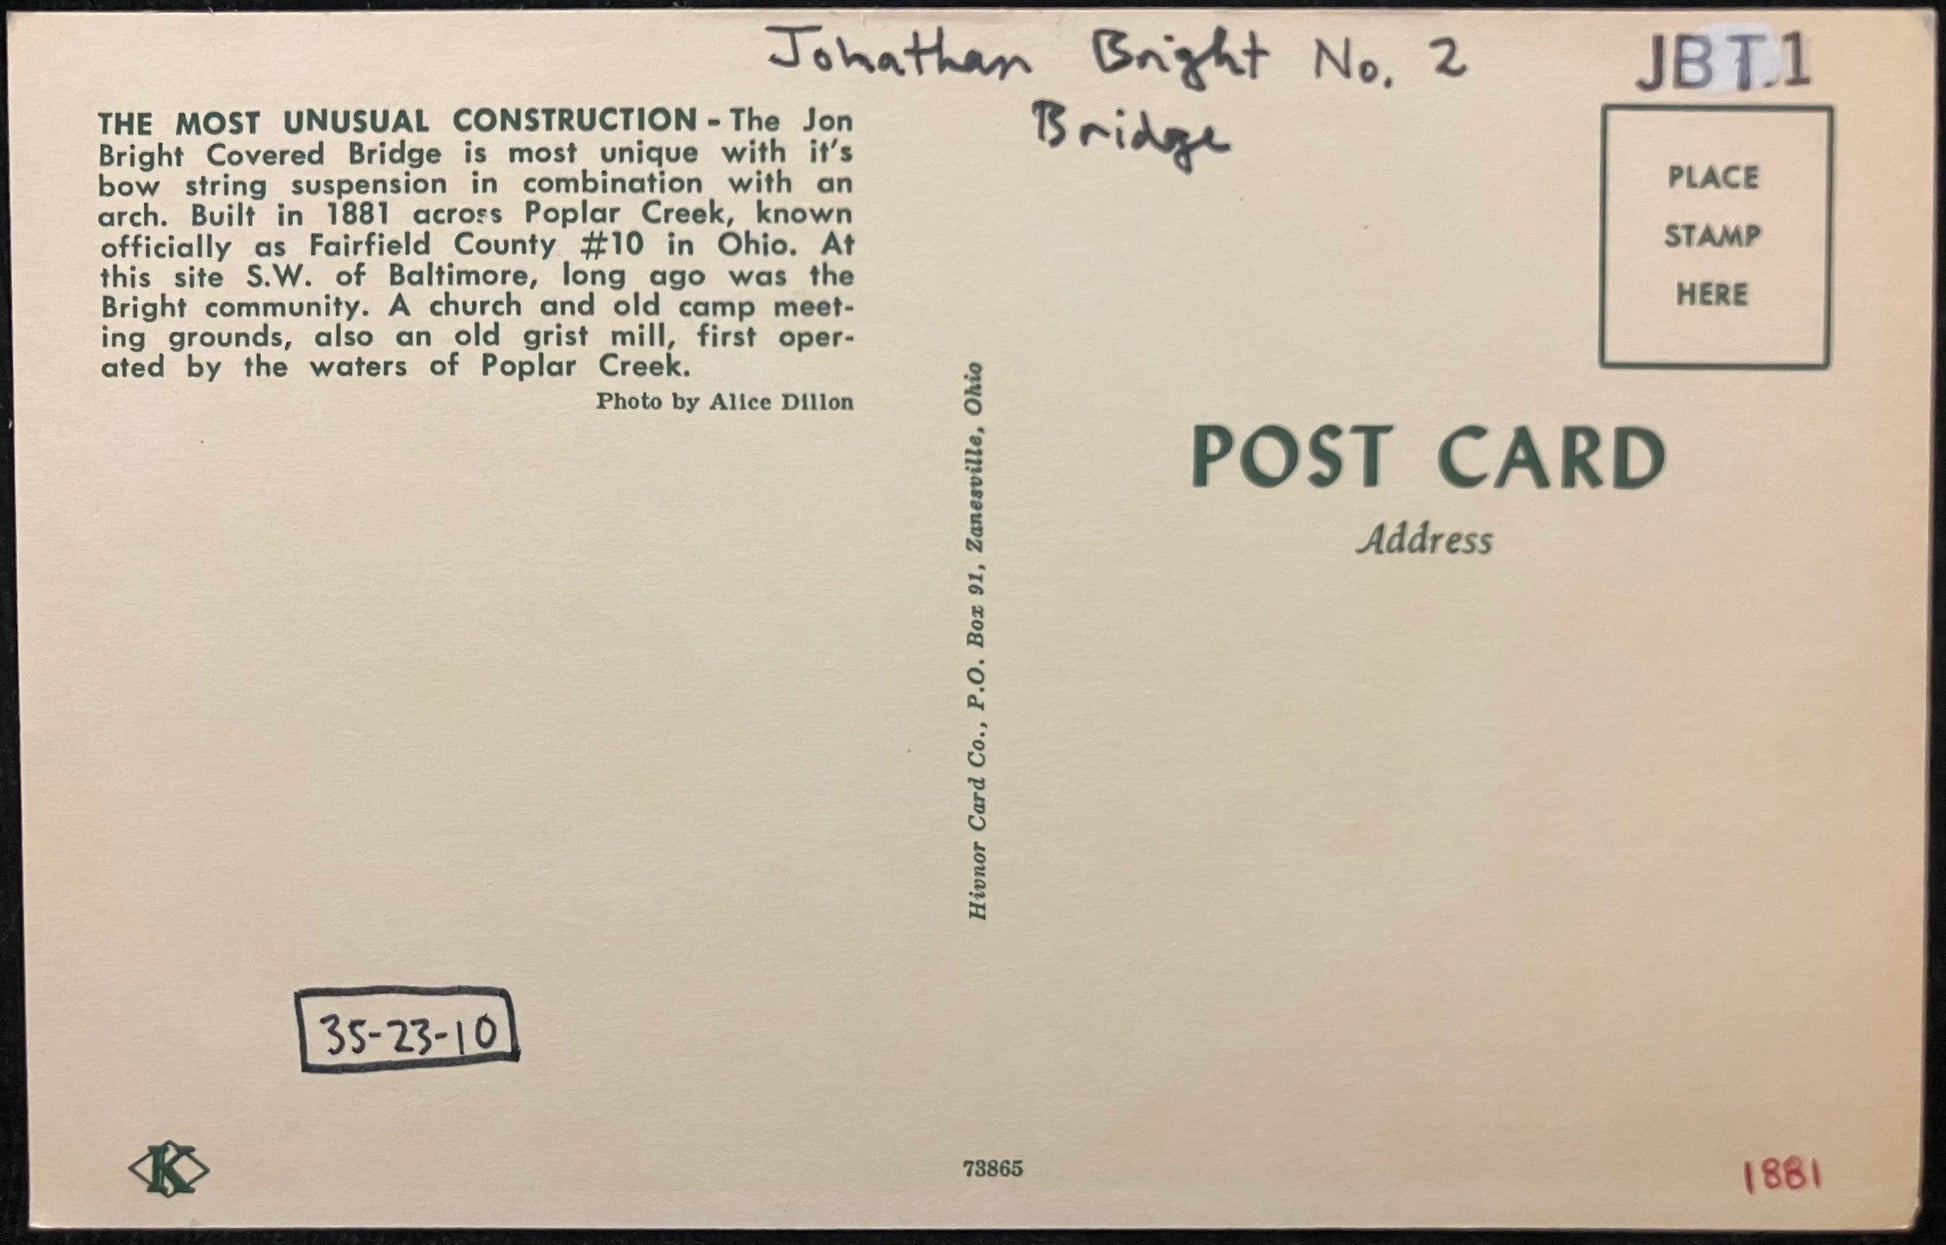 Jonathan Bright No. 2
Bridge
JBT.1
THE MOST UNUSUAL CONSTRUCTION - The Jon
Bright Covered Bridge is most unique with it's
bow string suspension in combination with an
arch. Built in 1881 across Poplar Creek, known
officially as Fairfield County #10 in Ohio. At
this site S.W. of Baltimore, long ago was the
Bright community. A church and old camp meet-
ing grounds, also an old grist mill, first oper-
ated by the waters of Poplar Creek.
Photo by Alice Dillon
Hivnor Card Co., P.O. Box 91, Zanesville, Ohio
PLACE
STAMP
HERE
POST CARD
Address
35-23-10
K
73865
1881